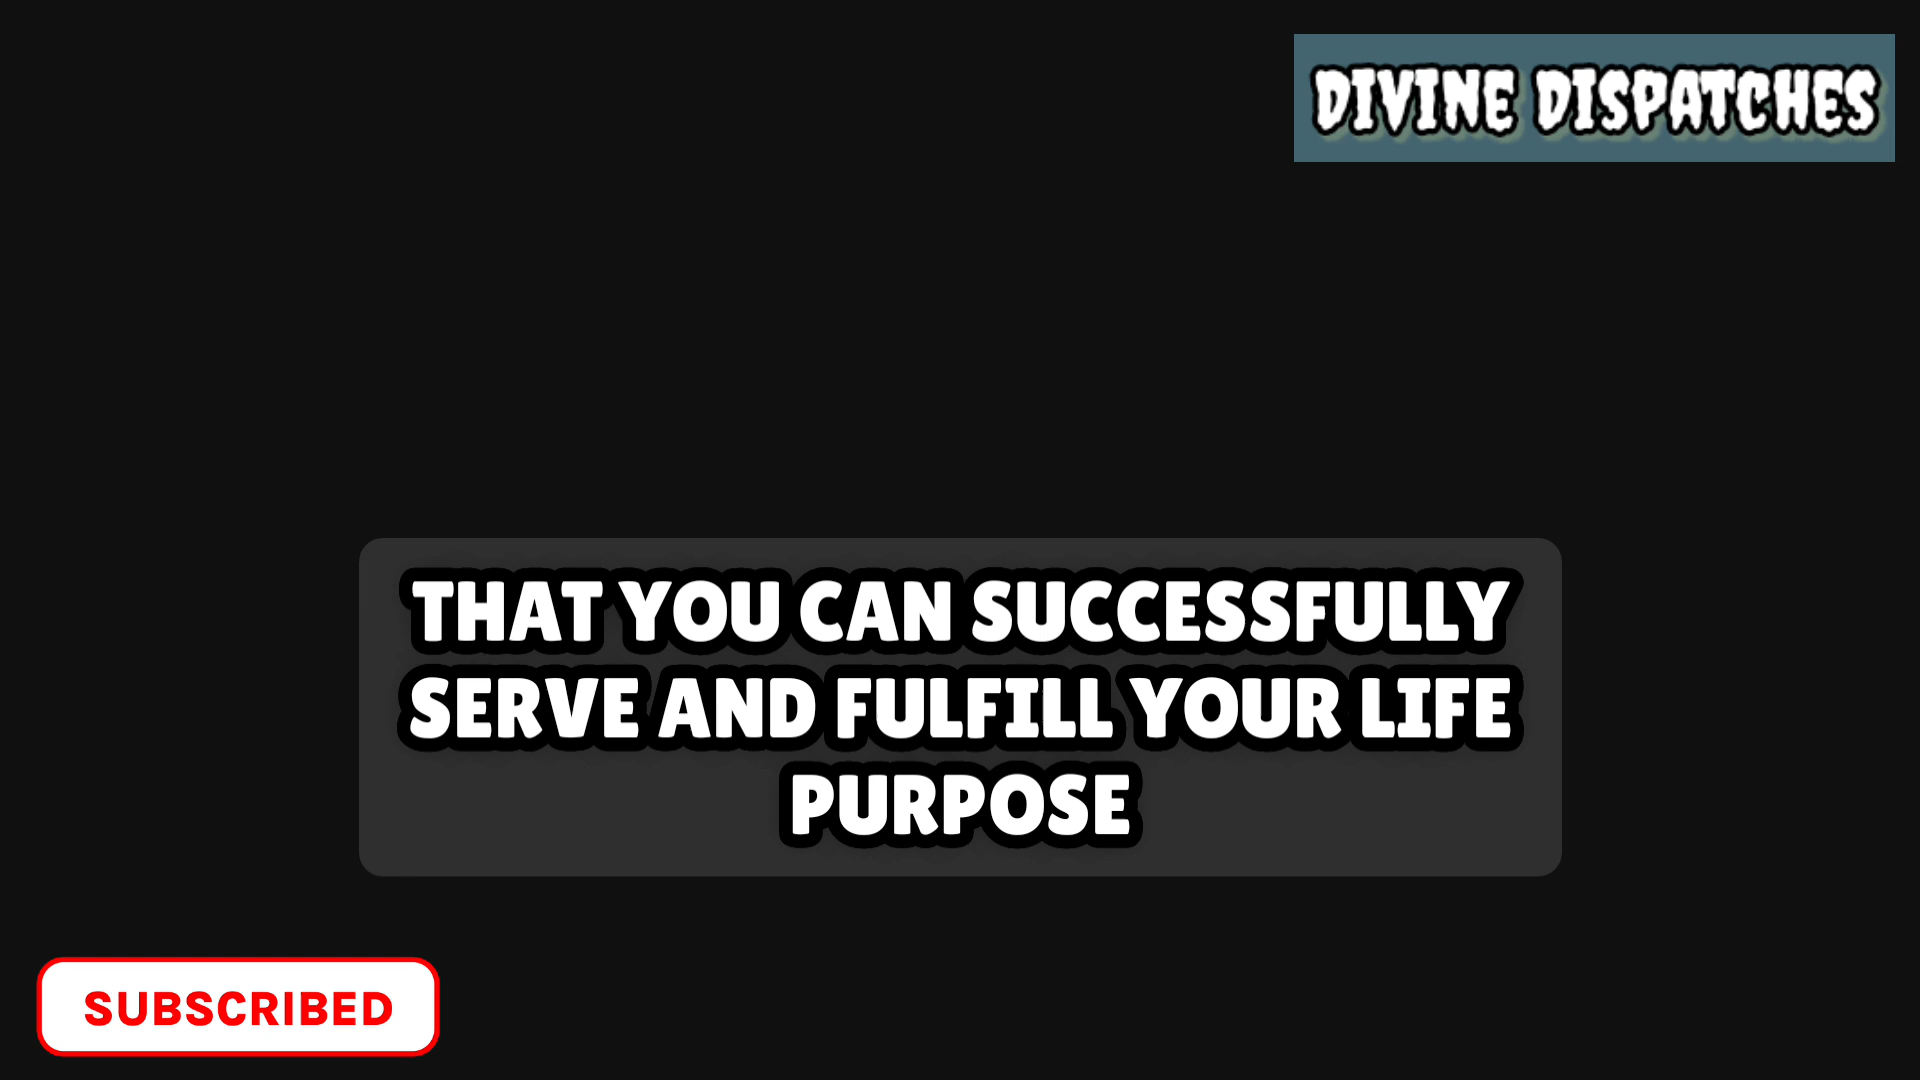 DIVINE DISPATCHES
THAT YOU CAN SUCCESSFULLY
SERVE AND FULFILL YOUR LIFE
PURPOSE
SUBSCRIBED